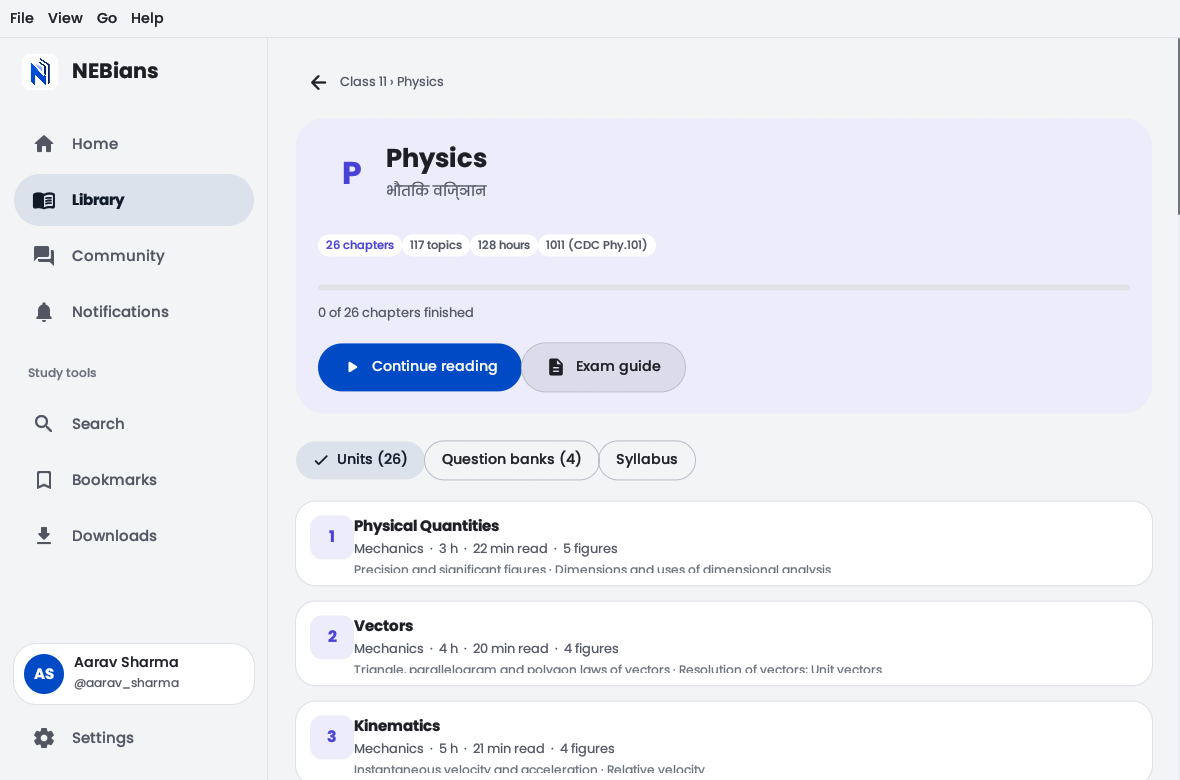 File View Go Help
NEBians
Home
Library
Community
Notifications
Study tools
Search
Bookmarks
Downloads
AS
Aarav Sharma
@aarav_sharma
Settings
Class 11 › Physics
P
Physics
भौतिक विज्ञान
26 chapters
117 topics
128 hours
1011 (CDC Phy.101)
0 of 26 chapters finished
Continue reading
Exam guide
Units (26)
Question banks (4)
Syllabus
1
Physical Quantities
Mechanics · 3 h · 22 min read · 5 figures
Precision and significant figures · Dimensions and uses of dimensional analysis
2
Vectors
Mechanics · 4 h · 20 min read · 4 figures
Triangle, parallelogram and polygon laws of vectors · Resolution of vectors; Unit vectors
3
Kinematics
Mechanics · 5 h · 21 min read · 4 figures
Instantaneous velocity and acceleration · Relative velocity